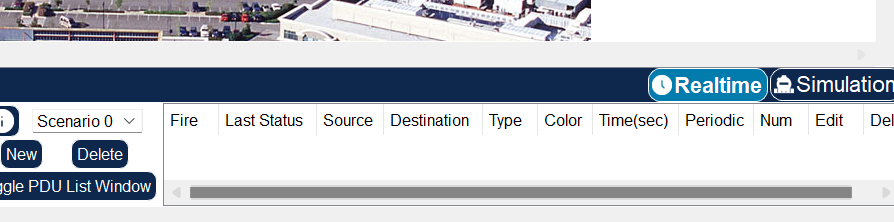 Realtime Simulation
Scenario 0
Fire Last Status Source Destination Type Color Time(sec) Periodic Num Edit Del
New Delete
ggle PDU List Window